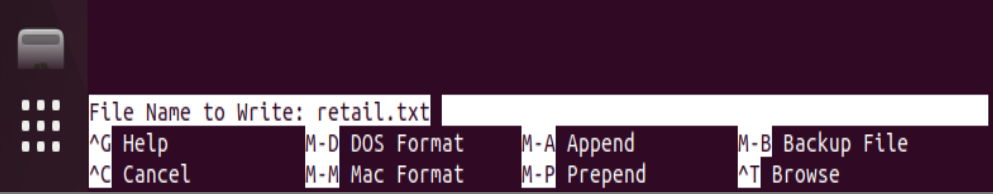 File Name to Write: retail.txt
^G Help M-D DOS Format M-A Append M-B Backup File
^C Cancel M-M Mac Format M-P Prepend ^T Browse